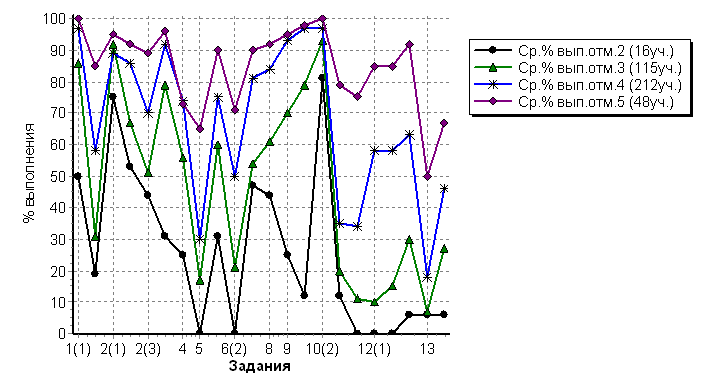 % выполнения
100
90
80
70
60
50
40
30
20
10
0
1(1) 2(1) 2(3) 4 5 6(2) 8 9 10(2) 12(1) 13
Задания
Ср.% вып.отм.2 (16уч.)
Ср.% вып.отм.3 (115уч.)
Ср.% вып.отм.4 (212уч.)
Ср.% вып.отм.5 (48уч.)